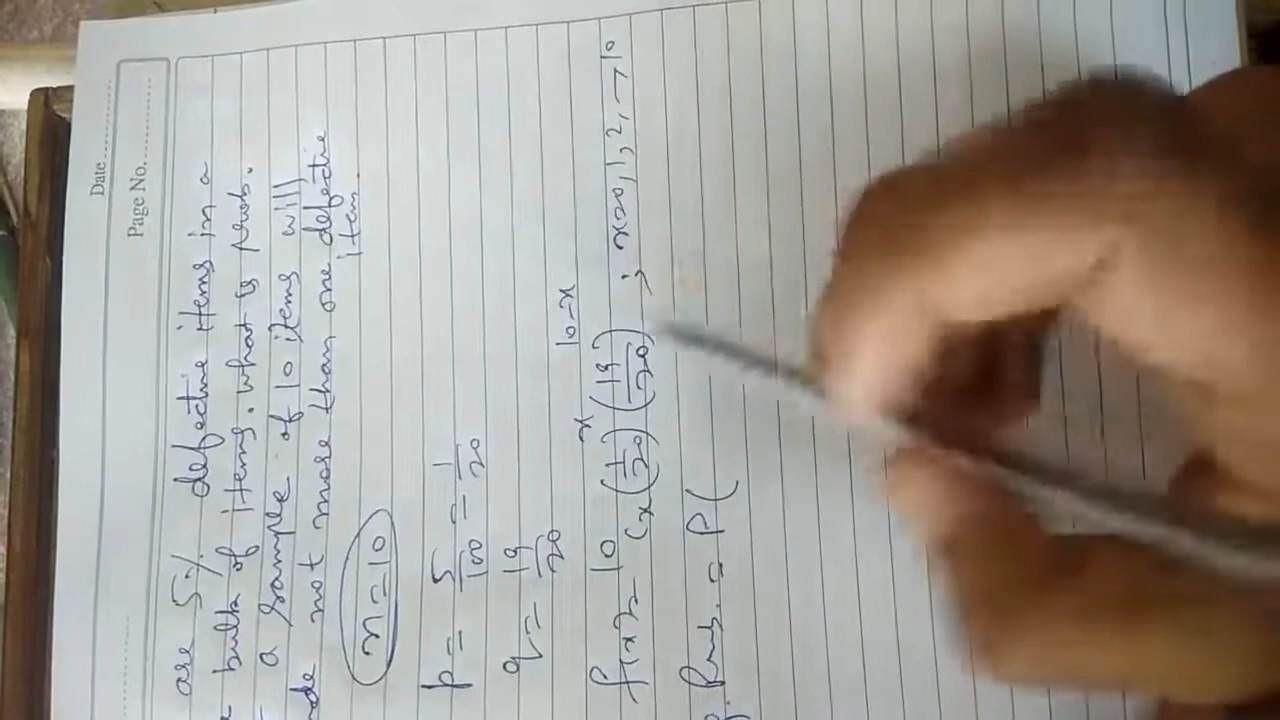 Date
Page No.
are 5% defective items in a
bulk of items. what is prob.
a sample of 10 items will
not more than one defective
item.
n=10
p = 5/100 = 1/20
q = 19/20
f(x) = 10Cx (1/20)^x (19/20)^10-x ; x=0,1,2,→10
= P(